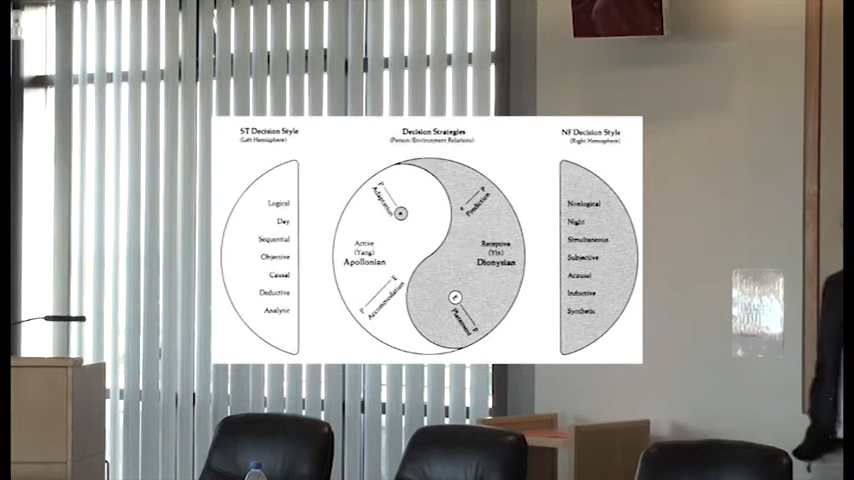 ST Decision Style
(Left Hemisphere)
Decision Strategies
(Person/Environment Relations)
NF Decision Style
(Right Hemisphere)
Logical
Day
Sequential
Objective
Causal
Deductive
Analytic
P
Adaptation
P
Prediction
Active
(Yang)
Apollonian
Receptive
(Yin)
Dionysian
P
E
Accommodation
E
P
Placement
Nonlogical
Night
Simultaneous
Subjective
Acausal
Inductive
Synthetic